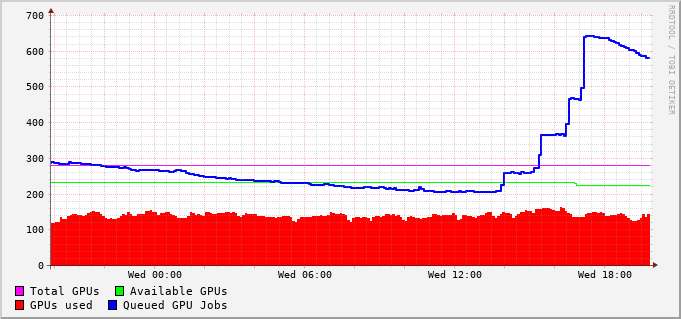 700
600
500
400
300
200
100
0
Wed 00:00 Wed 06:00 Wed 12:00 Wed 18:00
Total GPUs Available GPUs
GPUs used Queued GPU Jobs
RRDTOOL / TOBI OETIKER